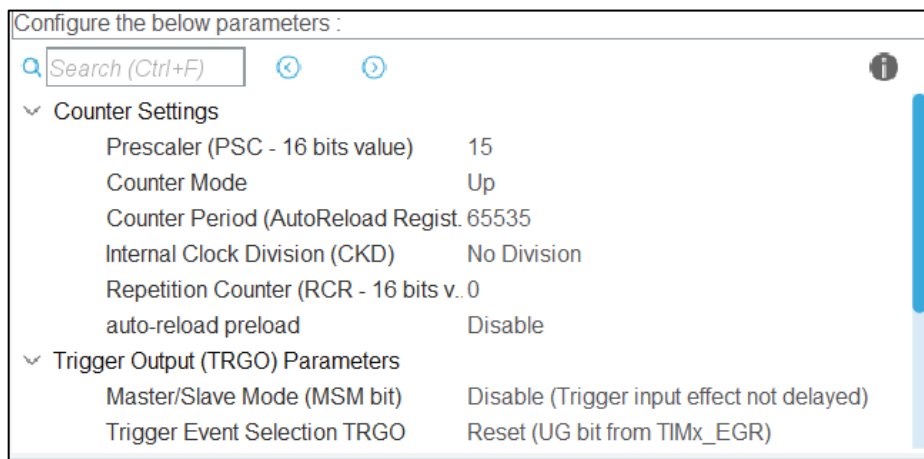 Configure the below parameters :
Search (Ctrl+F)
Counter Settings
Prescaler (PSC - 16 bits value) 15
Counter Mode Up
Counter Period (AutoReload Regist. 65535
Internal Clock Division (CKD) No Division
Repetition Counter (RCR - 16 bits v.. 0
auto-reload preload Disable
Trigger Output (TRGO) Parameters
Master/Slave Mode (MSM bit) Disable (Trigger input effect not delayed)
Trigger Event Selection TRGO Reset (UG bit from TIMx_EGR)